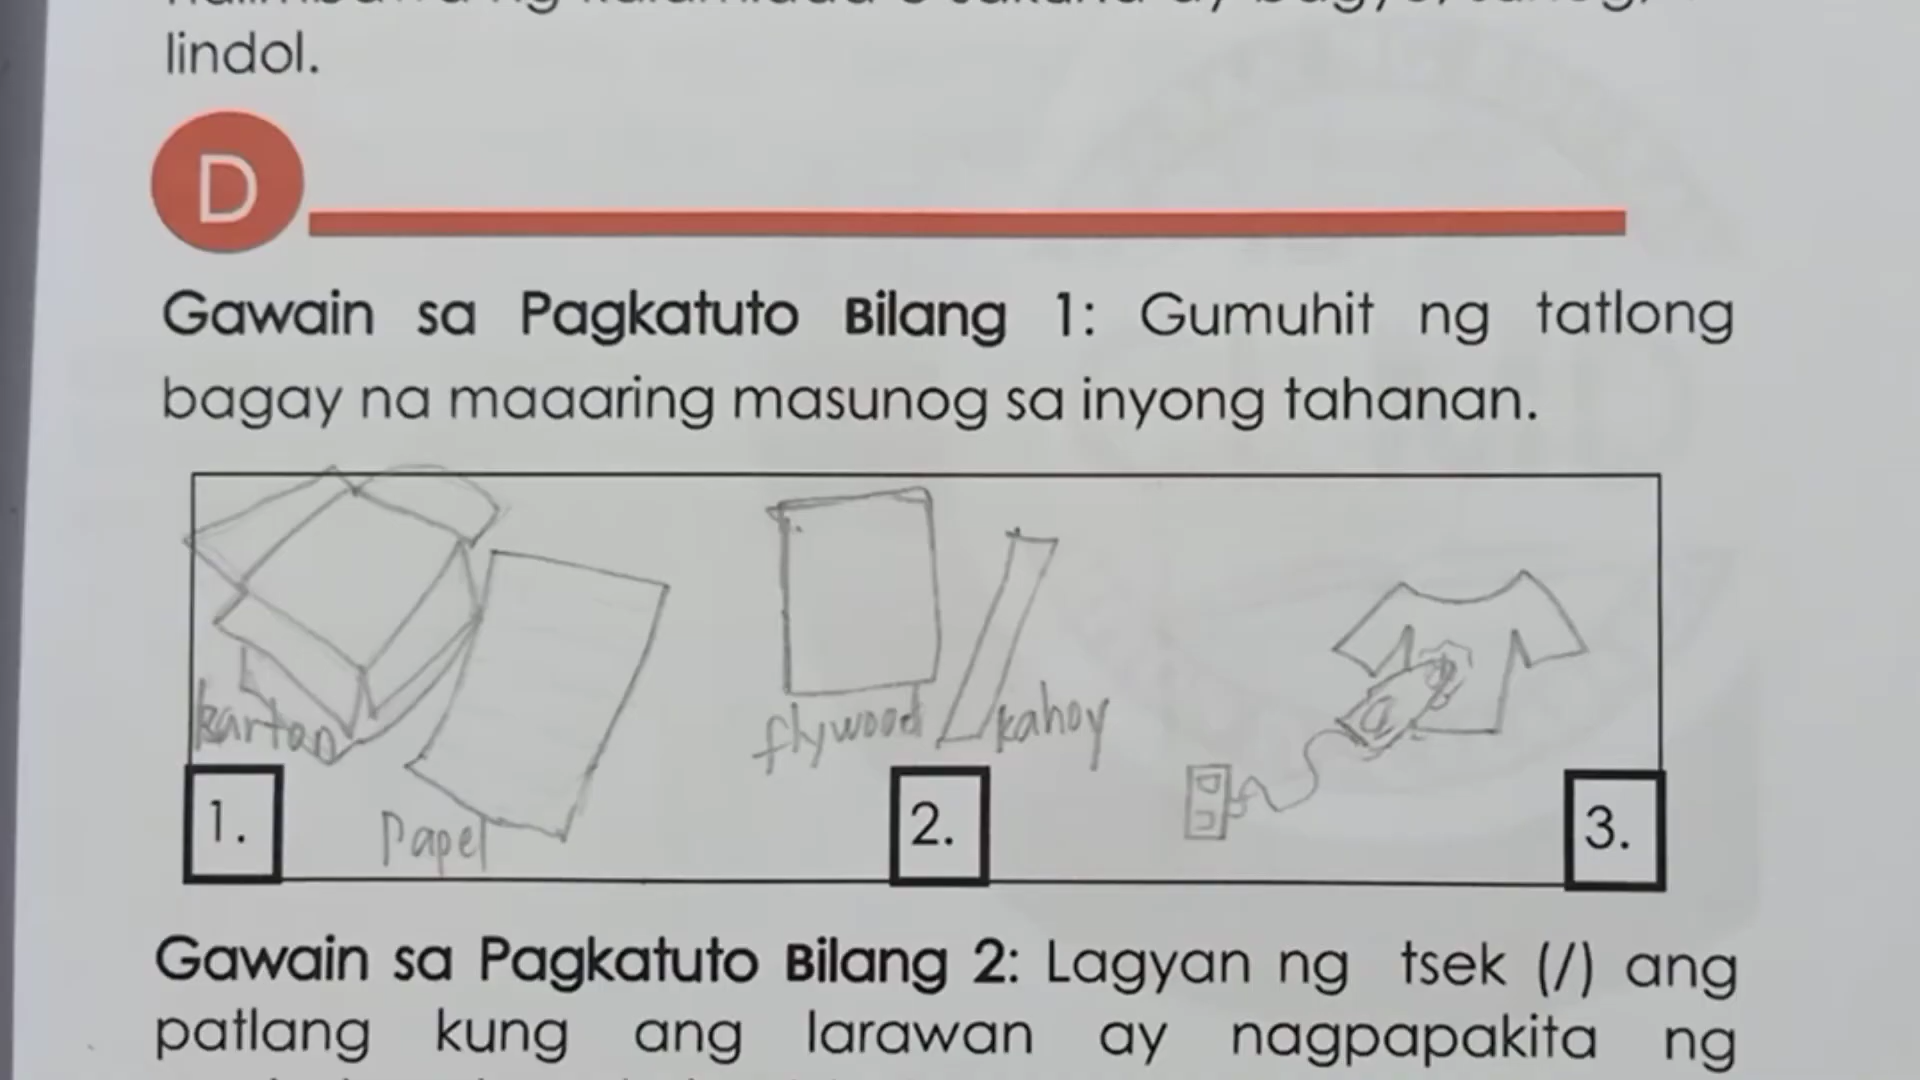 lindol.
D
Gawain sa Pagkatuto Bilang 1: Gumuhit ng tatlong
bagay na maaaring masunog sa inyong tahanan.
karton
Papel
1.
flywood
kahoy
2.
3.
Gawain sa Pagkatuto Bilang 2: Lagyan ng tsek (/) ang
patlang kung ang larawan ay nagpapakita ng